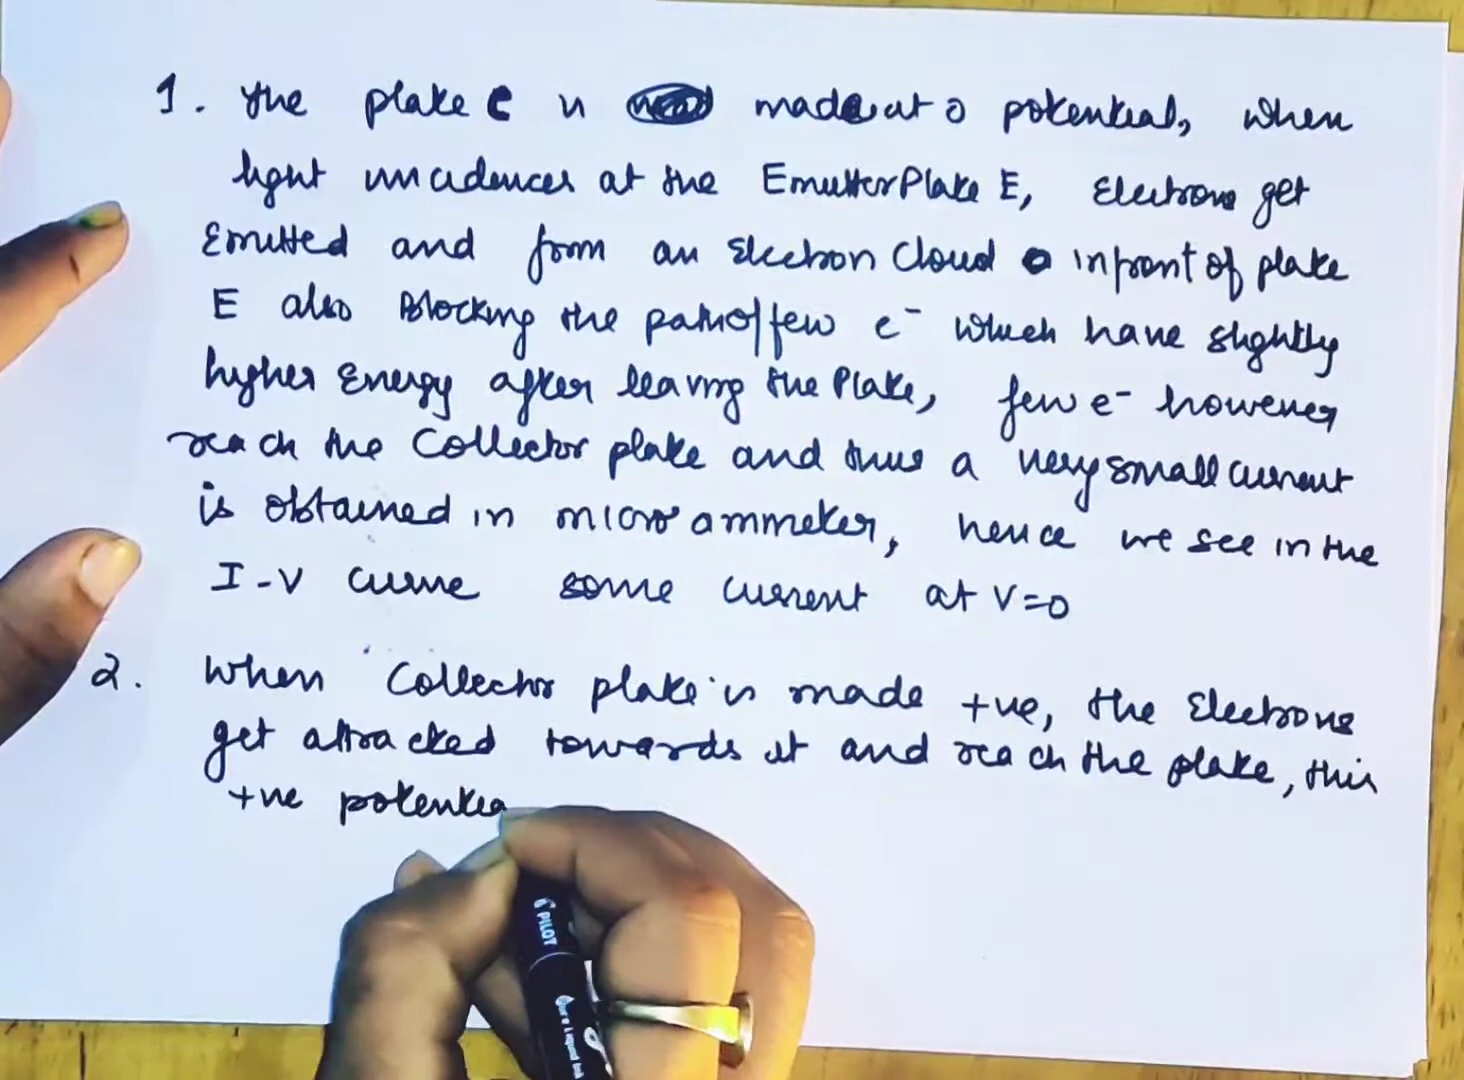 1. The plate C is made at 0 potential, when
light incidences at the Emitter Plate E, Electrons get
Emitted and form an Electron Cloud infront of plate
E also Blocking the path of few e⁻ which have slightly
higher Energy after leaving the Plate, few e⁻ however
reach the Collector plate and thus a very small current
is obtained in micro ammeter, hence we see in the
I-V curve some current at V=0
2. When Collector plate is made +ve, the Electrons
get attracted towards it and reach the plate, this
+ve potentia
PILOT